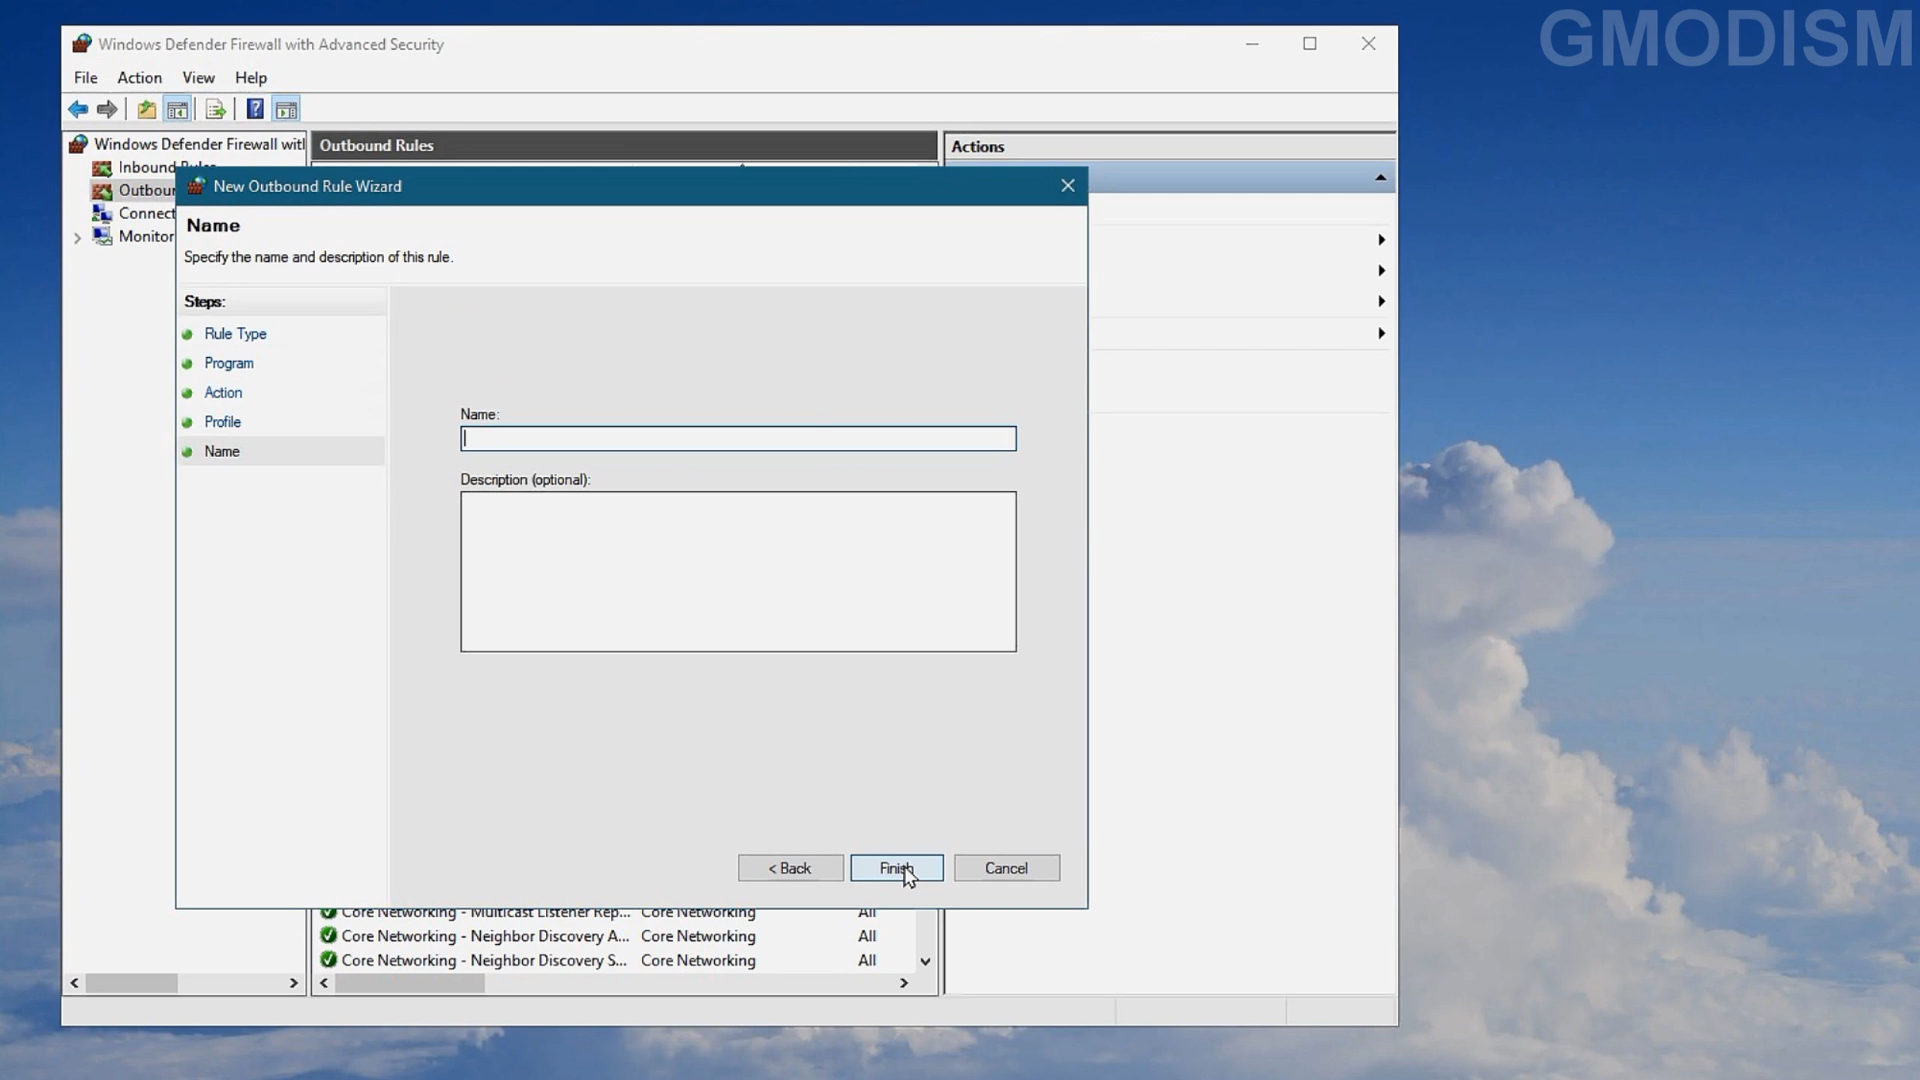 GMODISM
Windows Defender Firewall with Advanced Security
File Action View Help
Windows Defender Firewall wit
Outbound Rules
Actions
Inbound Rules
Outbour
Connect
Monitor
New Outbound Rule Wizard
Name
Specify the name and description of this rule.
Steps:
Rule Type
Program
Action
Profile
Name
Name:
Description (optional):
< Back
Finish
Cancel
Core Networking - Multicast Listener Rep... Core Networking All
Core Networking - Neighbor Discovery A... Core Networking All
Core Networking - Neighbor Discovery S... Core Networking All